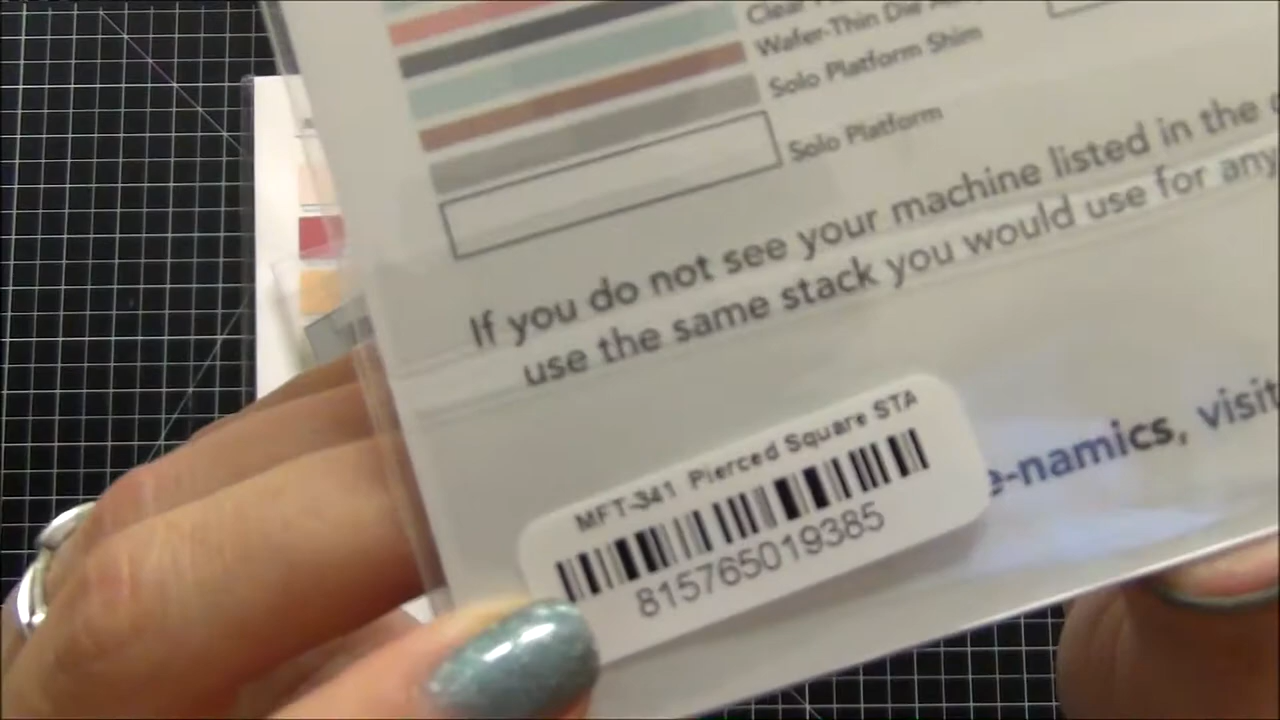 Clear
Wafer-Thin Die
Solo Platform Shim
Solo Platform
If you do not see your machine listed in the
use the same stack you would use for any
e-namics, visit
MFT-341 Pierced Square STA
815765019385